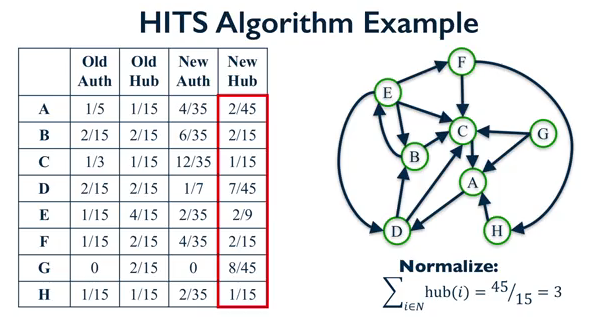 HITS Algorithm Example
Old Auth Old Hub New Auth New Hub
A 1/5 1/15 4/35 2/45
B 2/15 2/15 6/35 2/15
C 1/3 1/15 12/35 1/15
D 2/15 2/15 1/7 7/45
E 1/15 4/15 2/35 2/9
F 1/15 2/15 4/35 2/15
G 0 2/15 0 8/45
H 1/15 1/15 2/35 1/15
F
E
C
G
B
A
D
H
Normalize:
∑i∈N hub(i) = 45/15 = 3